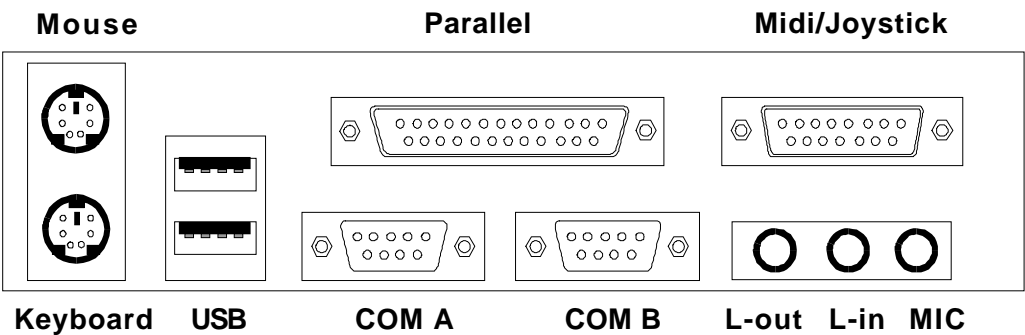 Mouse Parallel Midi/Joystick
Keyboard USB COM A COM B L-out L-in MIC